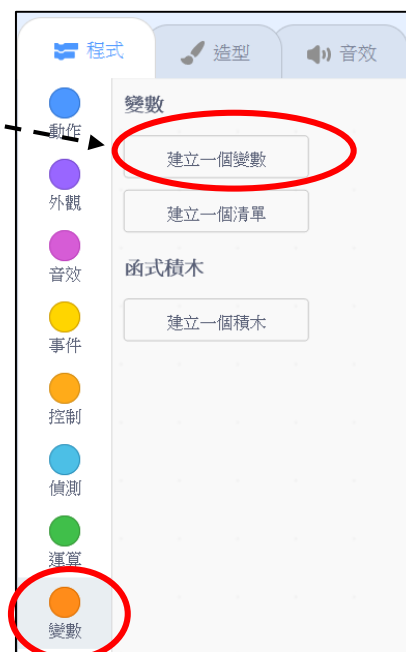 程式 造型 音效
變數
動作
建立一個變數
外觀
建立一個清單
音效
函式積木
事件
建立一個積木
控制
偵測
運算
變數